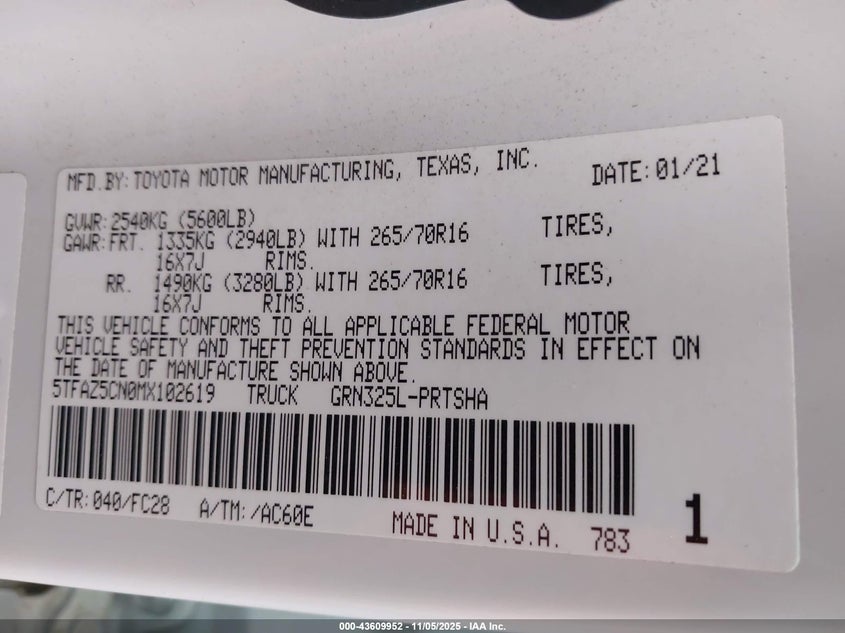 MFD.BY:TOYOTA MOTOR MANUFACTURING, TEXAS, INC. DATE:01/21
GVWR:2540KG (5600LB)
GAWR:FRT. 1335KG (2940LB) WITH 265/70R16 TIRES,
16X7J RIMS.
RR. 1490KG (3280LB) WITH 265/70R16 TIRES,
16X7J RIMS.
THIS VEHICLE CONFORMS TO ALL APPLICABLE FEDERAL MOTOR
VEHICLE SAFETY AND THEFT PREVENTION STANDARDS IN EFFECT ON
THE DATE OF MANUFACTURE SHOWN ABOVE.
5TFAZ5CN0MX102619 TRUCK GRN325L-PRTSHA
C/TR:040/FC28 A/TM:/AC60E MADE IN U.S.A. 783 1
000-43609952 - 11/05/2025 - IAA Inc.